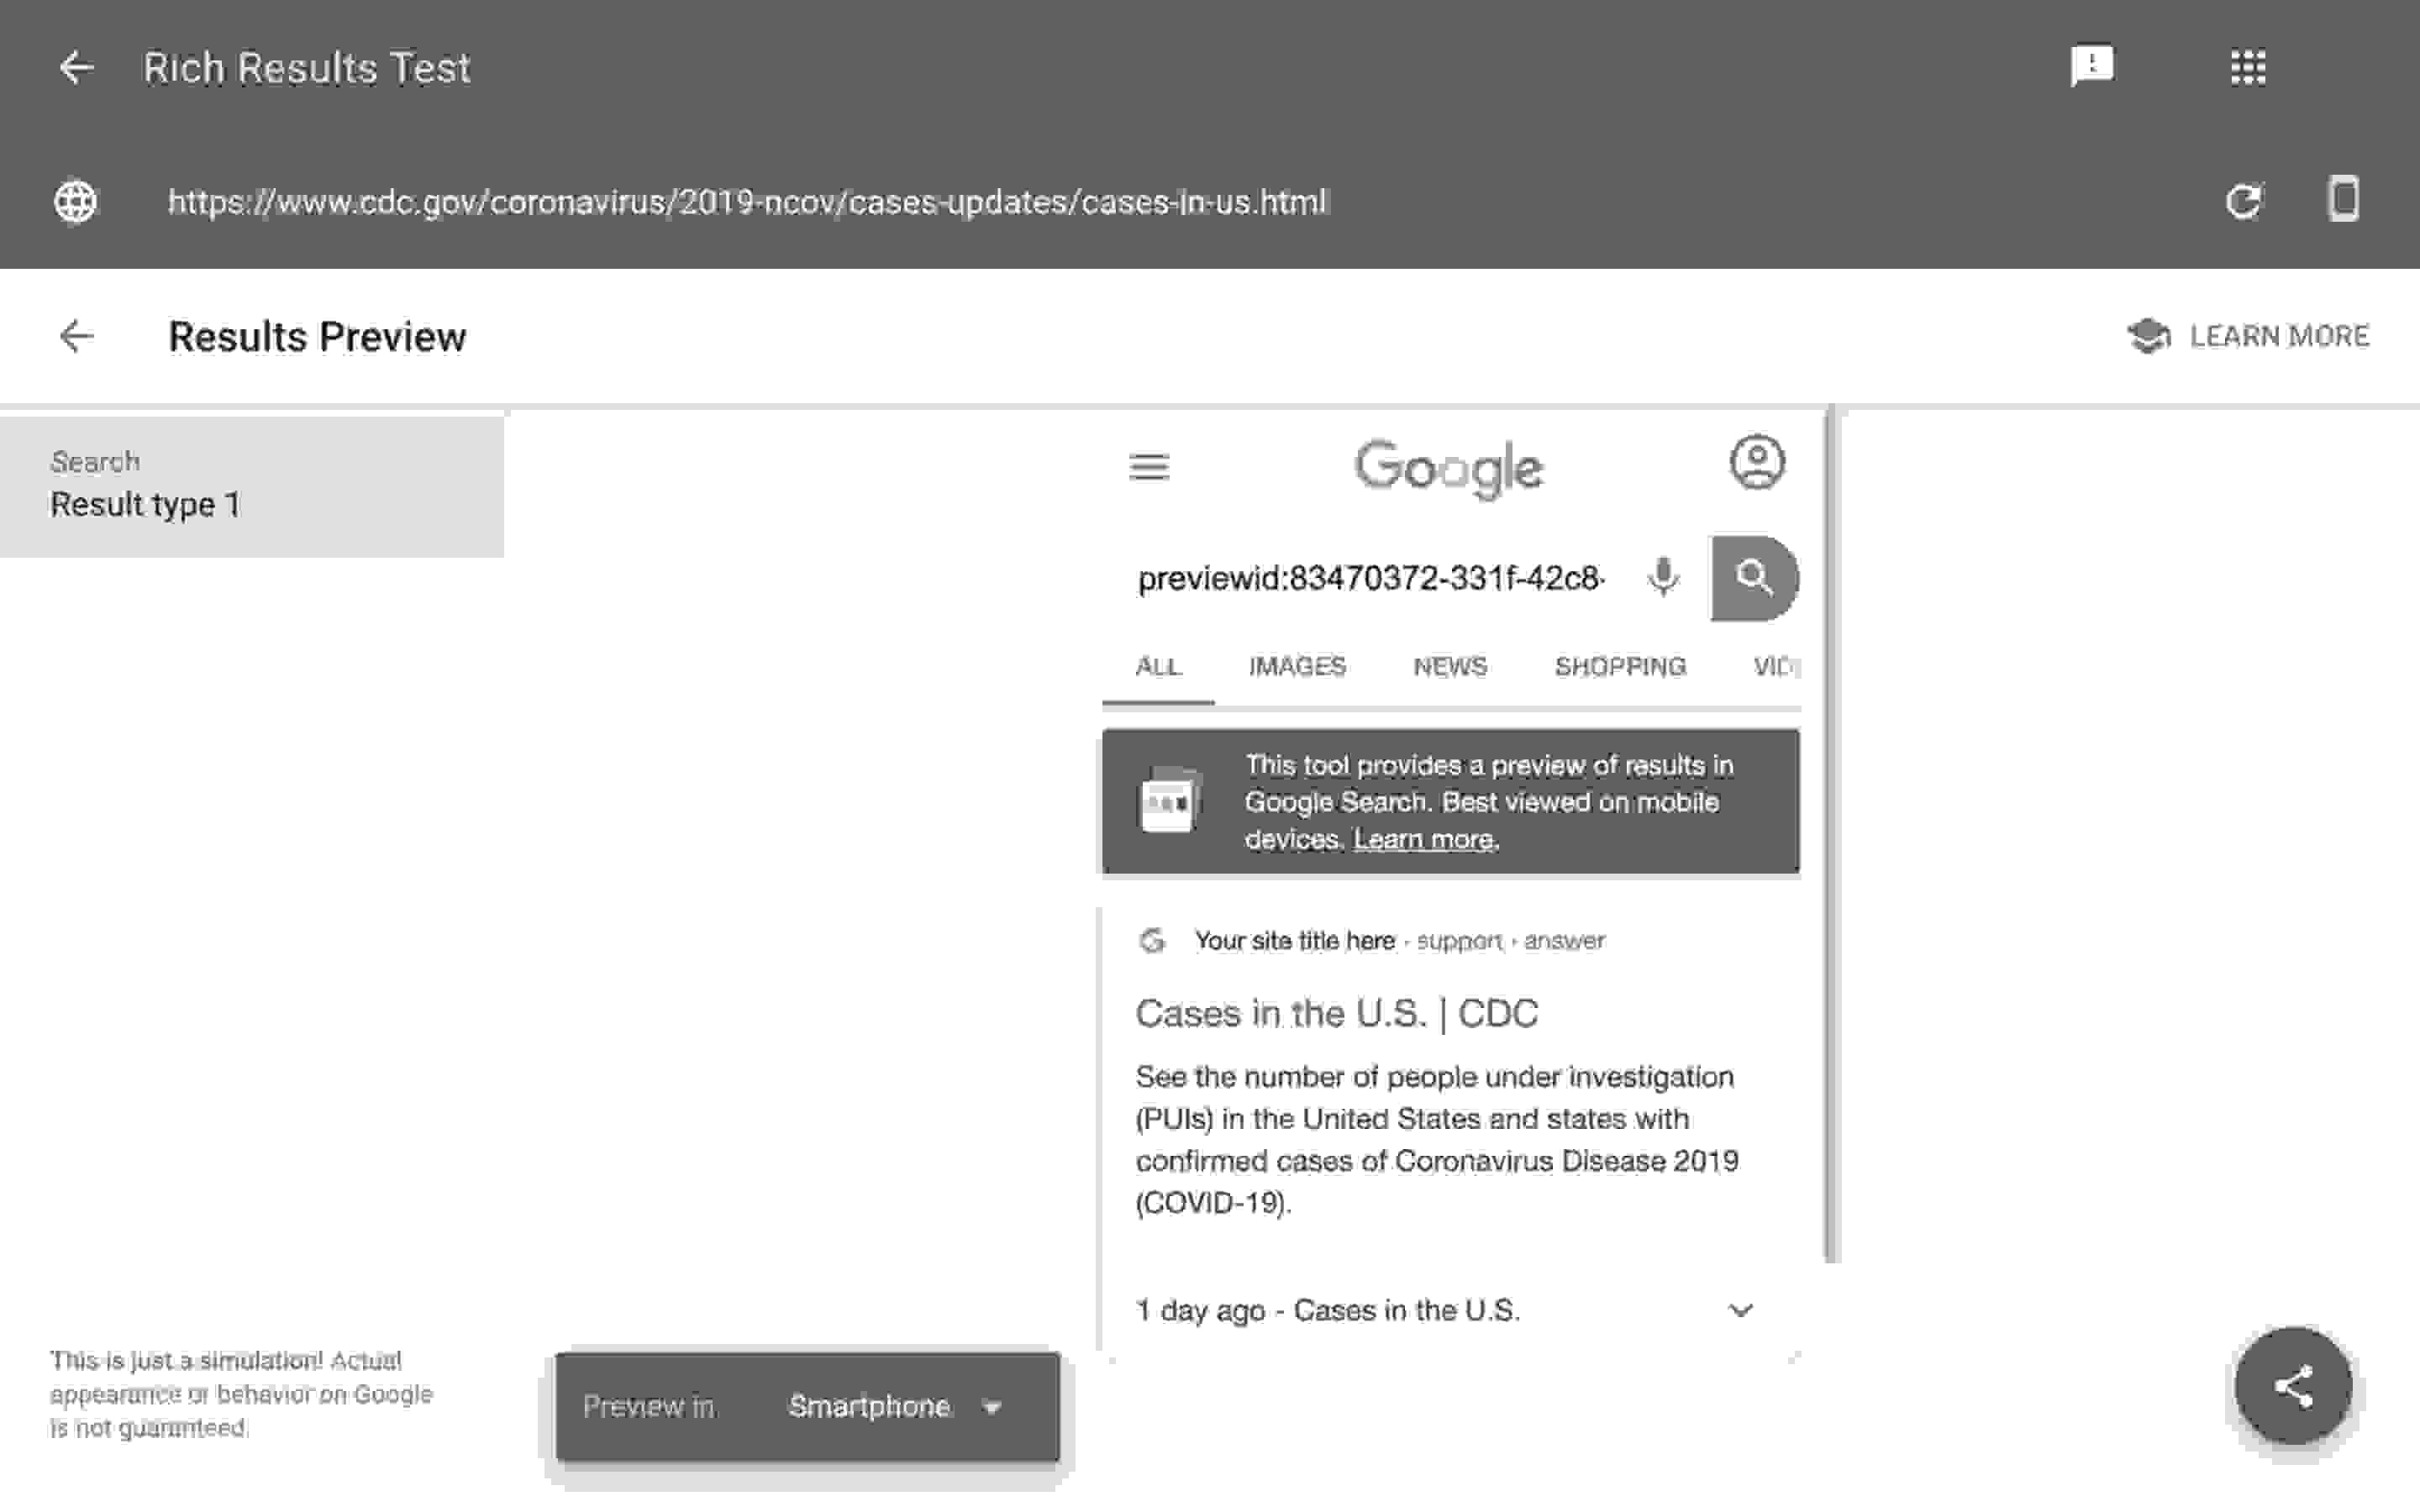 Rich Results Test
https://www.cdc.gov/coronavirus/2019-ncov/cases-updates/cases-in-us.html
Results Preview
LEARN MORE
Search
Result type 1
Google
previewid:83470372-331f-42c8-
ALL IMAGES NEWS SHOPPING VID
This tool provides a preview of results in
Google Search. Best viewed on mobile
devices. Learn more.
G Your site title here › support › answer
Cases in the U.S. | CDC
See the number of people under investigation
(PUIs) in the United States and states with
confirmed cases of Coronavirus Disease 2019
(COVID-19).
1 day ago - Cases in the U.S.
This is just a simulation! Actual
appearance or behavior on Google
is not guaranteed.
Preview in Smartphone